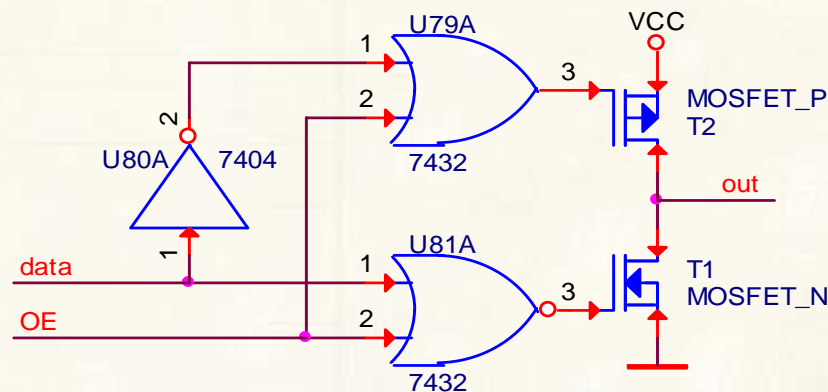 U79A
VCC
1
2
3
2
MOSFET_P
T2
U80A
7404
7432
out
1
U81A
data
1
T1
3
MOSFET_N
OE
2
7432